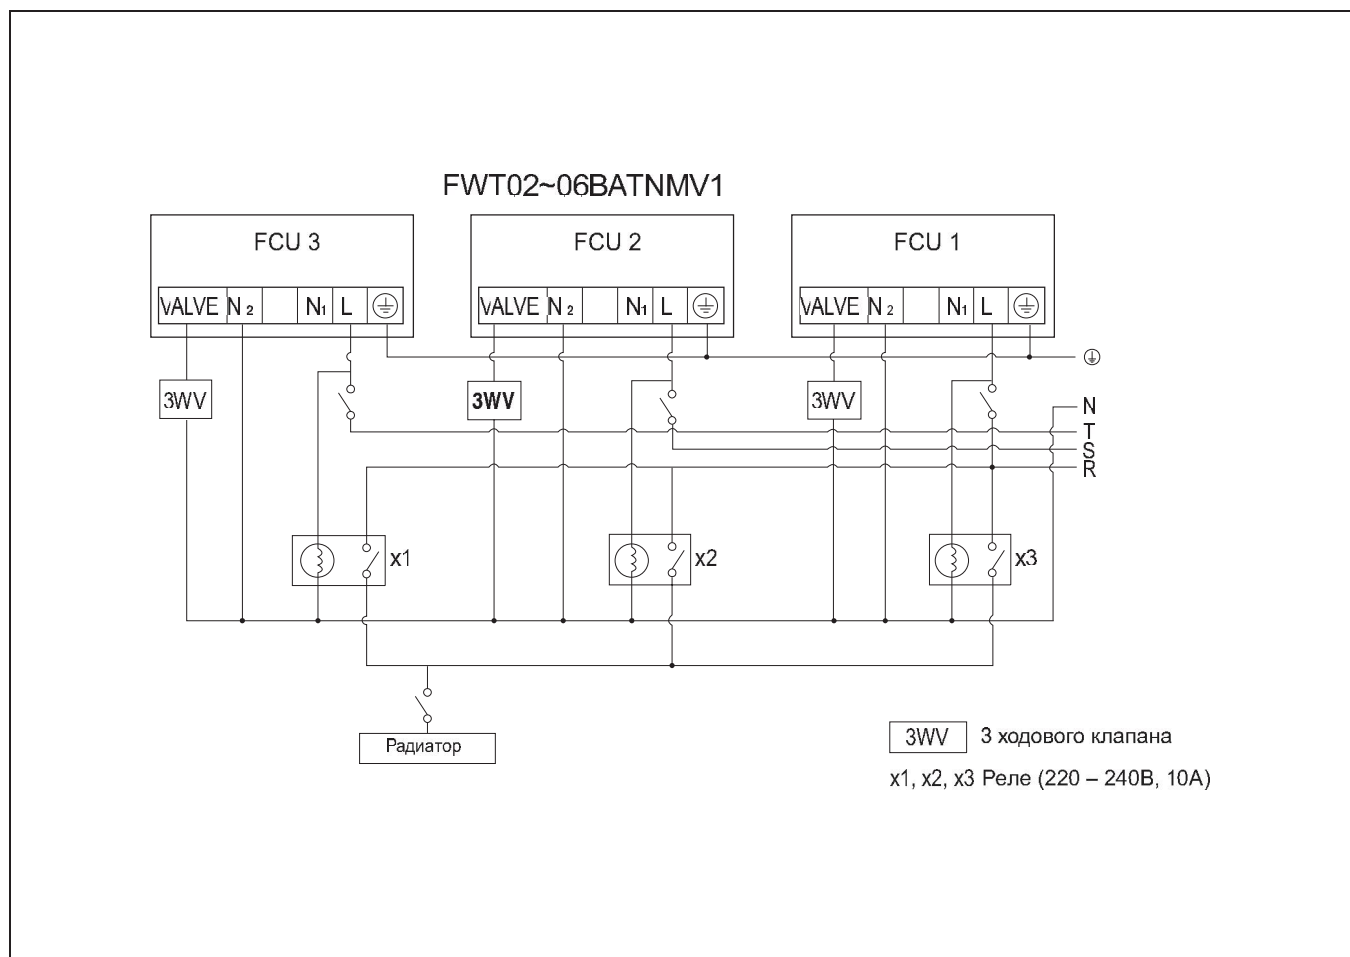 FWT02~06BATNMV1
FCU 3
FCU 2
FCU 1
VALVE N2 N1 L
VALVE N2 N1 L
VALVE N2 N1 L
3WV
3WV
3WV
N
T
S
R
x1
x2
x3
Радиатор
3WV 3 ходового клапана
x1, x2, x3 Реле (220 – 240В, 10А)